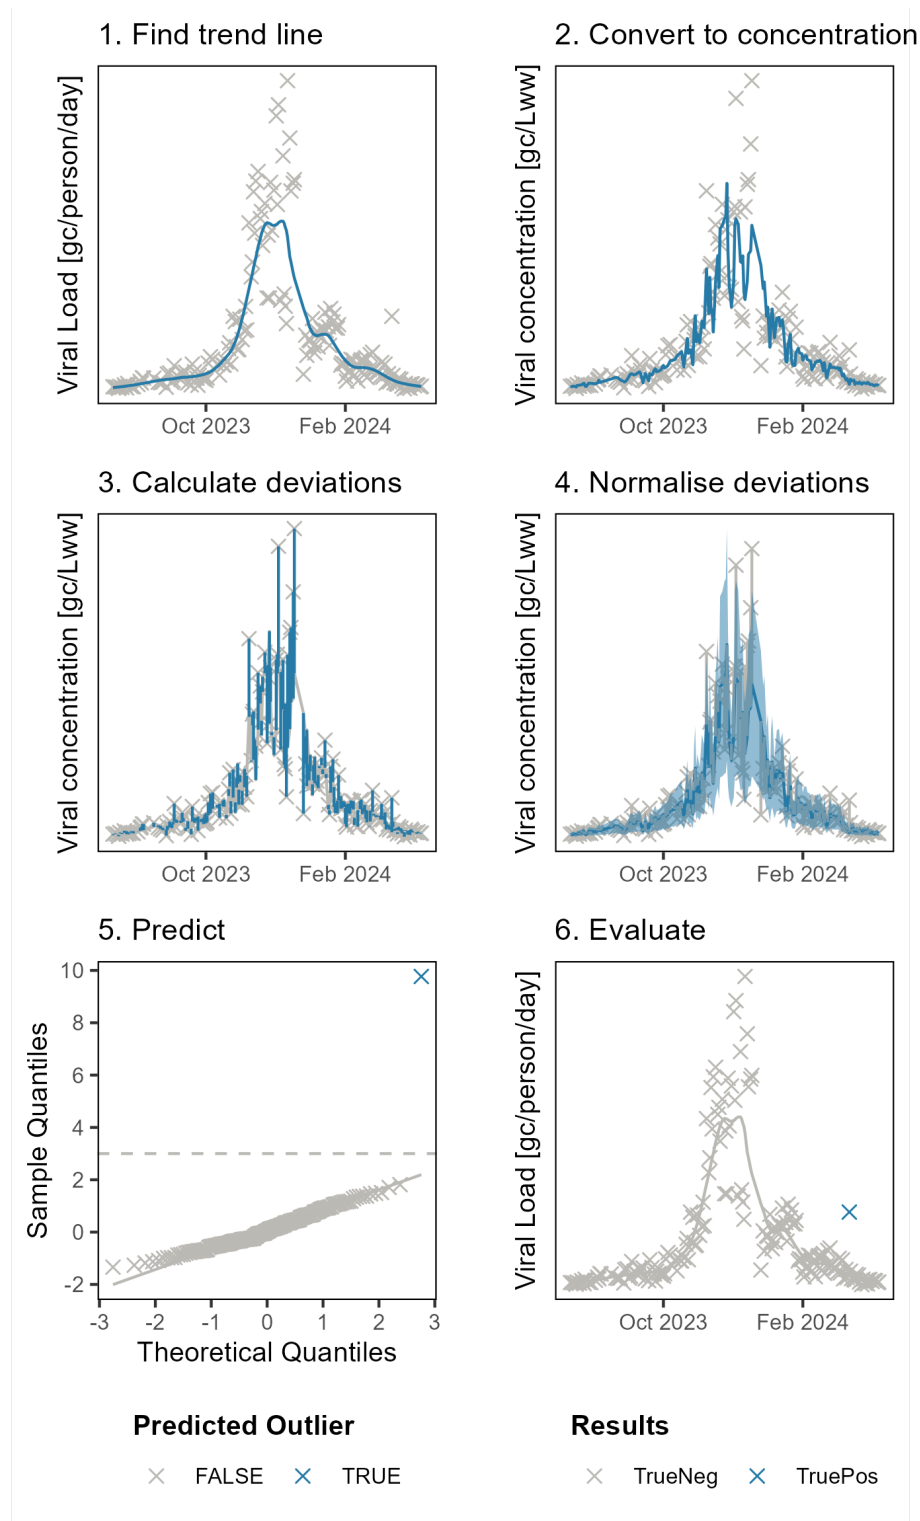 1. Find trend line
2. Convert to concentration
Viral Load [gc/person/day]
Viral concentration [gc/Lww]
Oct 2023
Feb 2024
Oct 2023
Feb 2024
3. Calculate deviations
4. Normalise deviations
Viral concentration [gc/Lww]
Viral concentration [gc/Lww]
Oct 2023
Feb 2024
Oct 2023
Feb 2024
5. Predict
6. Evaluate
Sample Quantiles
10
8
6
4
2
0
-2
-3
-2
-1
0
1
2
3
Theoretical Quantiles
Viral Load [gc/person/day]
Oct 2023
Feb 2024
Predicted Outlier
FALSE
TRUE
Results
TrueNeg
TruePos